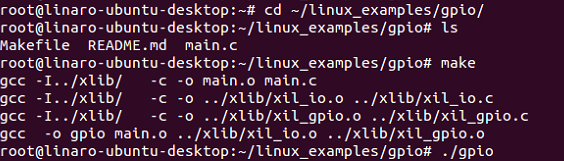 root@linaro-ubuntu-desktop:~# cd ~/linux_examples/gpio/
root@linaro-ubuntu-desktop:~/linux_examples/gpio# ls
Makefile  README.md  main.c
root@linaro-ubuntu-desktop:~/linux_examples/gpio# make
gcc -I../xlib/   -c -o main.o main.c
gcc -I../xlib/   -c -o ../xlib/xil_io.o ../xlib/xil_io.c
gcc -I../xlib/   -c -o ../xlib/xil_gpio.o ../xlib/xil_gpio.c
gcc  -o gpio main.o ../xlib/xil_io.o ../xlib/xil_gpio.o
root@linaro-ubuntu-desktop:~/linux_examples/gpio# ./gpio